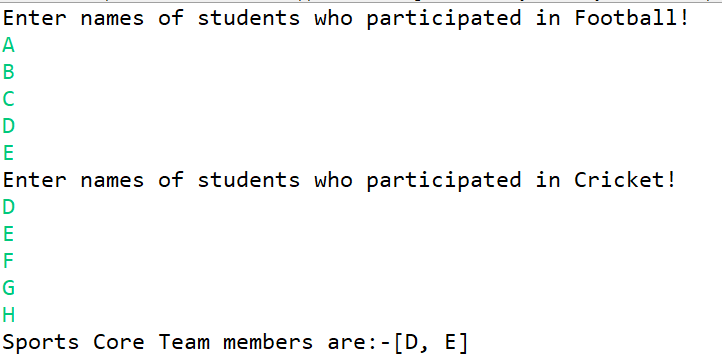 Enter names of students who participated in Football!
A
B
C
D
E
Enter names of students who participated in Cricket!
D
E
F
G
H
Sports Core Team members are:-[D, E]